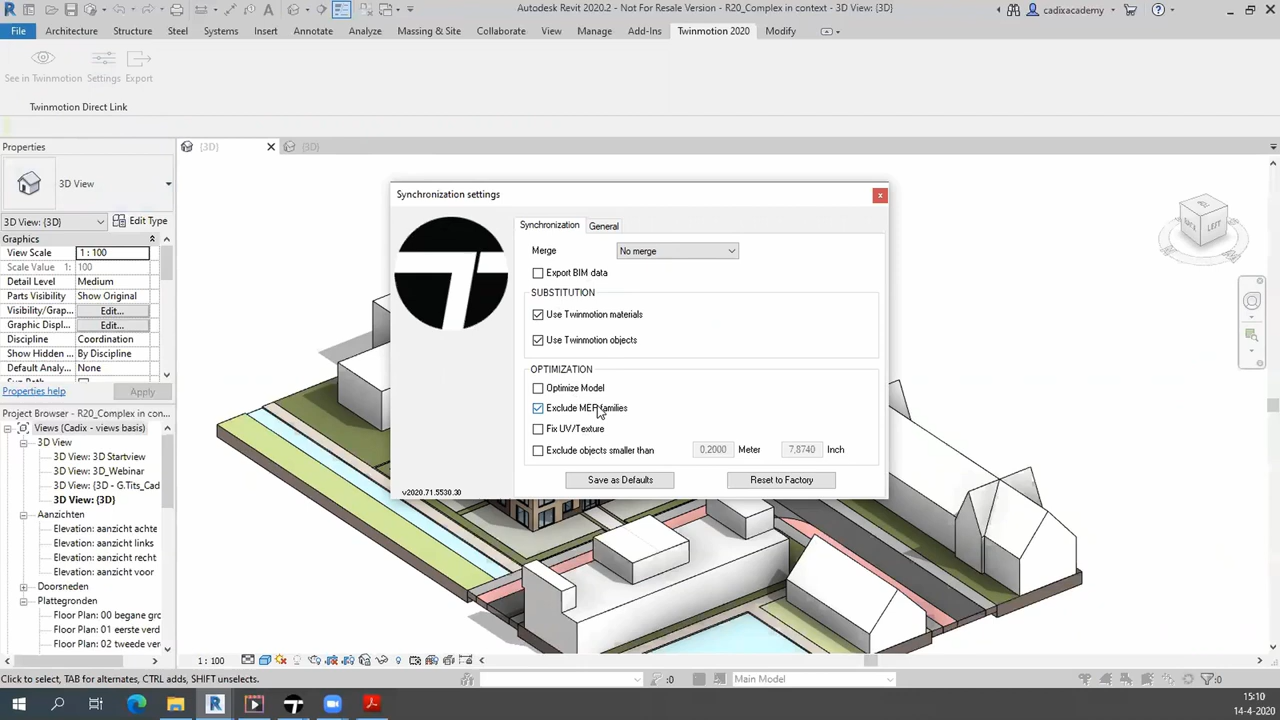 Autodesk Revit 2020.2 - Not For Resale Version - R20_Complex in context - 3D View: {3D}
cadixacademy
File Architecture Structure Steel Systems Insert Annotate Analyze Massing & Site Collaborate View Manage Add-Ins Twinmotion 2020 Modify
See in Twinmotion Settings Export
Twinmotion Direct Link
Properties
{3D}
{3D}
3D View
3D View: {3D}
Edit Type
Graphics
View Scale 1 : 100
Scale Value 1: 100
Detail Level Medium
Parts Visibility Show Original
Visibility/Grap... Edit...
Graphic Displ... Edit...
Discipline Coordination
Show Hidden ... By Discipline
Default Analy... None
Properties help
Apply
Project Browser - R20_Complex in con...
Views (Cadix - views basis)
3D View
3D View: 3D Startview
3D View: 3D_Webinar
3D View: {3D - G.Tits_Cad
3D View: {3D}
Aanzichten
Elevation: aanzicht achte
Elevation: aanzicht links
Elevation: aanzicht recht
Elevation: aanzicht voor
Doorsneden
Plattegronden
Floor Plan: 00 begane gro
Floor Plan: 01 eerste verd
Floor Plan: 02 tweede ver
Synchronization settings
x
Synchronization General
Merge No merge
Export BIM data
SUBSTITUTION
Use Twinmotion materials
Use Twinmotion objects
OPTIMIZATION
Optimize Model
Exclude MEP families
Fix UV/Texture
Exclude objects smaller than 0,2000 Meter 7,8740 Inch
Save as Defaults Reset to Factory
v2020.71.5530.30
LEFT
1 : 100
Click to select, TAB for alternates, CTRL adds, SHIFT unselects.
:0
Main Model
:0
15:10
14-4-2020